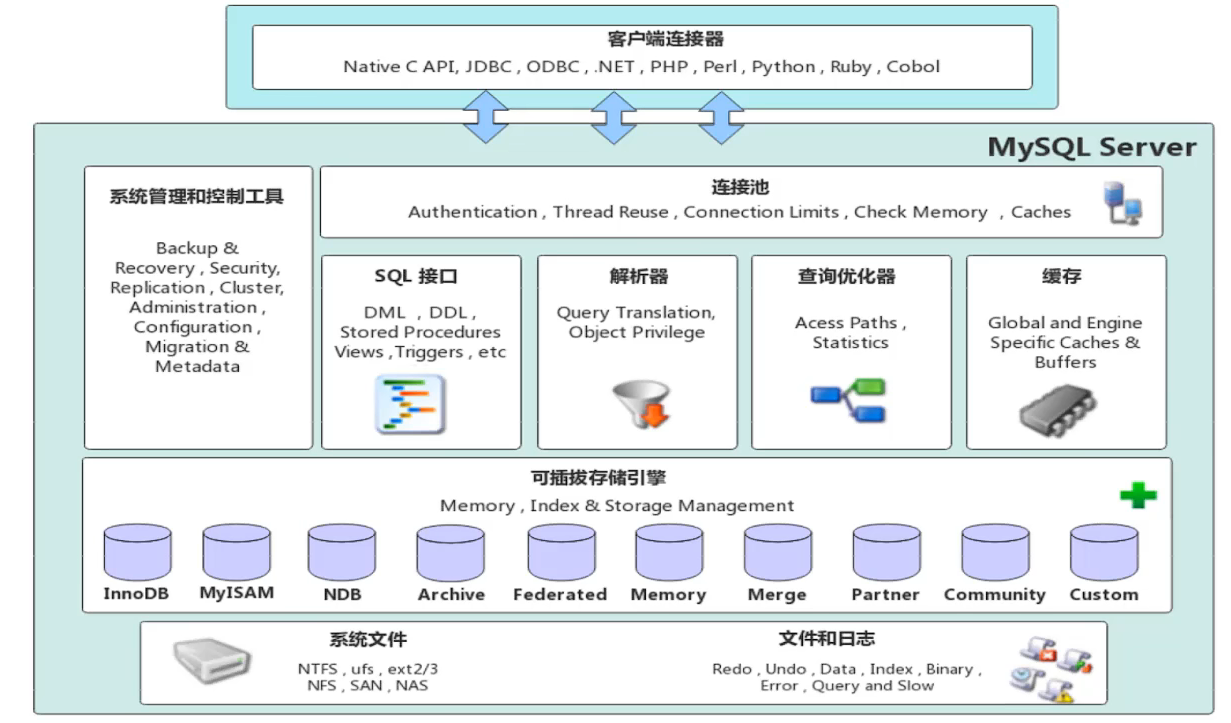 客户端连接器
Native C API, JDBC , ODBC , .NET , PHP , Perl , Python , Ruby , Cobol
MySQL Server
系统管理和控制工具
Backup &
Recovery , Security,
Replication , Cluster,
Administration ,
Configuration ,
Migration &
Metadata
连接池
Authentication , Thread Reuse , Connection Limits , Check Memory , Caches
SQL 接口
DML , DDL ,
Stored Procedures
Views ,Triggers , etc
解析器
Query Translation,
Object Privilege
查询优化器
Acess Paths ,
Statistics
缓存
Global and Engine
Specific Caches &
Buffers
可插拔存储引擎
Memory , Index & Storage Management
InnoDB
MyISAM
NDB
Archive
Federated
Memory
Merge
Partner
Community
Custom
系统文件
NTFS , ufs , ext2/3
NFS , SAN , NAS
文件和日志
Redo , Undo , Data , Index , Binary ,
Error , Query and Slow